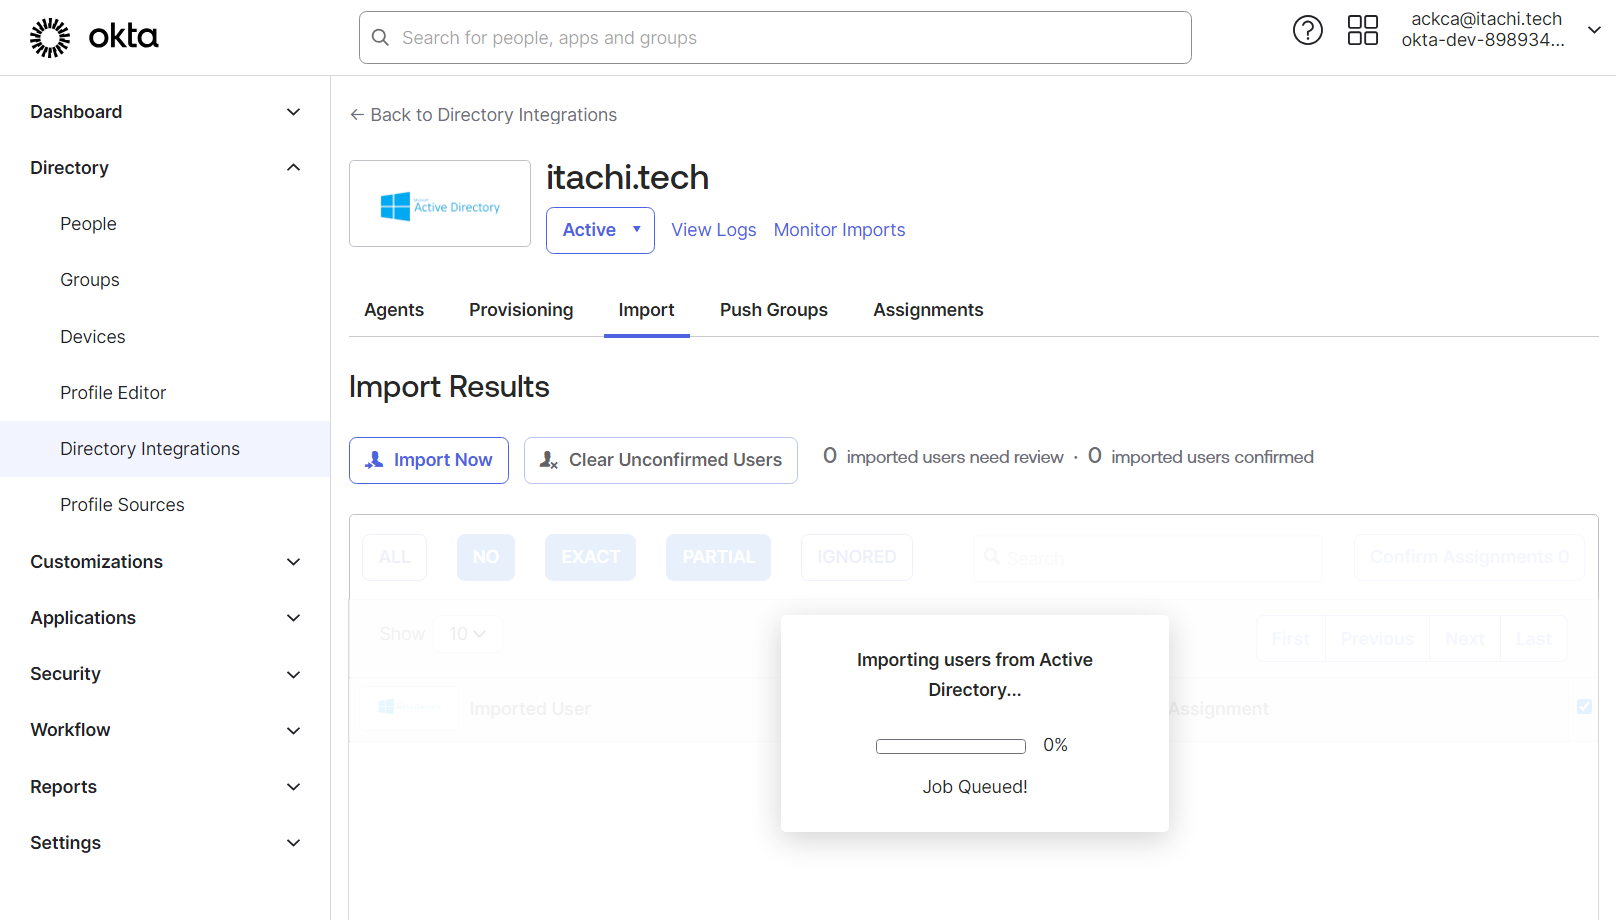 okta
Search for people, apps and groups
ackca@itachi.tech
okta-dev-898934...
Dashboard
Directory
People
Groups
Devices
Profile Editor
Directory Integrations
Profile Sources
Customizations
Applications
Security
Workflow
Reports
Settings
← Back to Directory Integrations
Active Directory
itachi.tech
Active
View Logs
Monitor Imports
Agents
Provisioning
Import
Push Groups
Assignments
Import Results
Import Now
Clear Unconfirmed Users
0 imported users need review · 0 imported users confirmed
ALL
NO
EXACT
PARTIAL
IGNORED
Search
Confirm Assignments 0
Show
10
First
Previous
Next
Last
Imported User
Assignment
Importing users from Active
Directory...
0%
Job Queued!